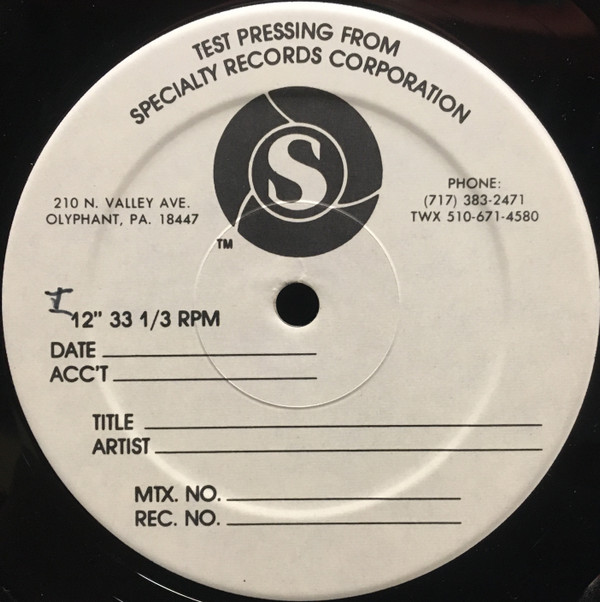 TEST PRESSING FROM
SPECIALTY RECORDS CORPORATION
S
TM
210 N. VALLEY AVE.
OLYPHANT, PA. 18447
PHONE:
(717) 383-2471
TWX 510-671-4580
I
12" 33 1/3 RPM
DATE
ACC'T
TITLE
ARTIST
MTX. NO.
REC. NO.